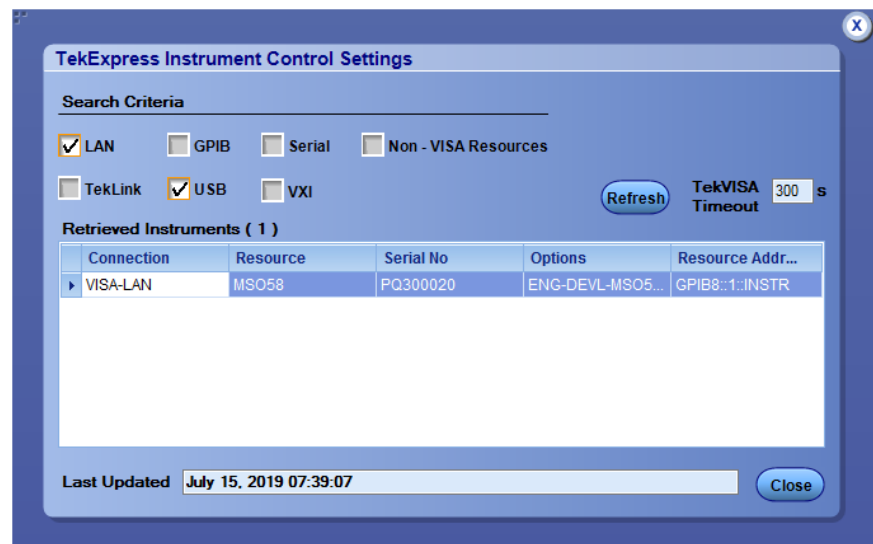 X
TekExpress Instrument Control Settings
Search Criteria
LAN GPIB Serial Non - VISA Resources
TekLink USB VXI Refresh TekVISA Timeout 300 s
Retrieved Instruments ( 1 )
Connection Resource Serial No Options Resource Addr...
VISA-LAN MSO58 PQ300020 ENG-DEVL-MSO5... GPIB8::1::INSTR
Last Updated July 15, 2019 07:39:07 Close